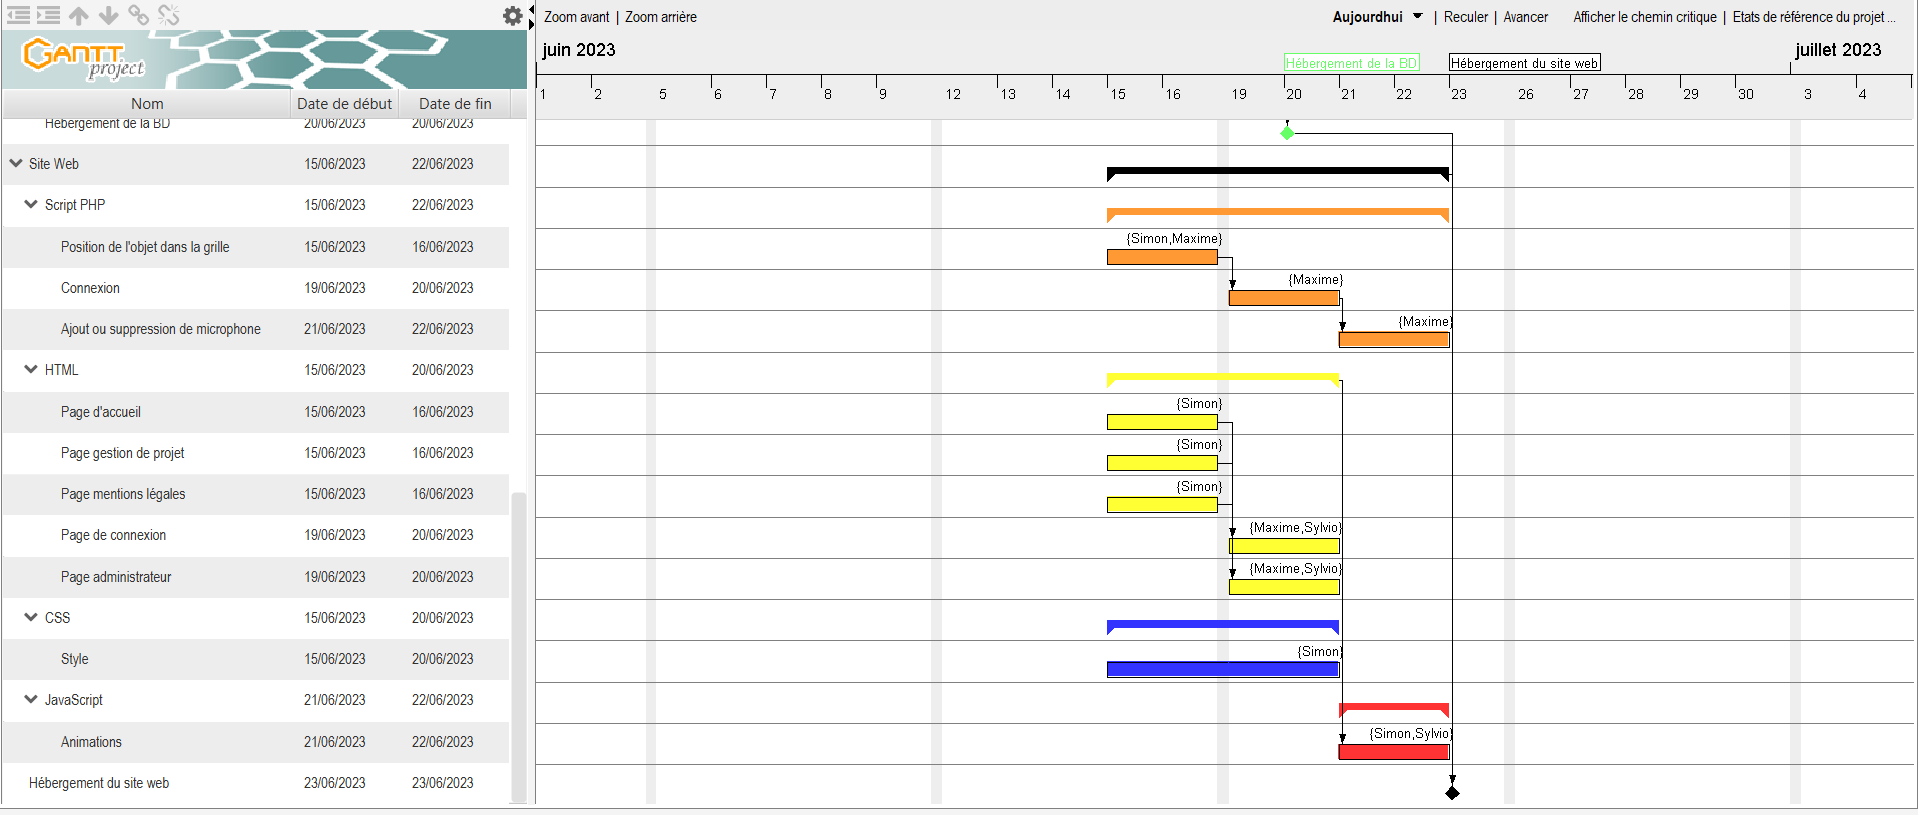 Zoom avant | Zoom arrière
Aujourdhui | Reculer | Avancer Afficher le chemin critique | Etats de référence du projet ...
GANTT
project
juin 2023
juillet 2023
Hébergement de la BD
Hébergement du site web
1 2 5 6 7 8 9 12 13 14 15 16 19 20 21 22 23 26 27 28 29 30 3 4
Nom Date de début Date de fin
Hébergement de la BD 20/06/2023 20/06/2023
Site Web 15/06/2023 22/06/2023
Script PHP 15/06/2023 22/06/2023
Position de l'objet dans la grille 15/06/2023 16/06/2023 {Simon,Maxime}
Connexion 19/06/2023 20/06/2023 {Maxime}
Ajout ou suppression de microphone 21/06/2023 22/06/2023 {Maxime}
HTML 15/06/2023 20/06/2023
Page d'accueil 15/06/2023 16/06/2023 {Simon}
Page gestion de projet 15/06/2023 16/06/2023 {Simon}
Page mentions légales 15/06/2023 16/06/2023 {Simon}
Page de connexion 19/06/2023 20/06/2023 {Maxime,Sylvio}
Page administrateur 19/06/2023 20/06/2023 {Maxime,Sylvio}
CSS 15/06/2023 20/06/2023
Style 15/06/2023 20/06/2023 {Simon}
JavaScript 21/06/2023 22/06/2023
Animations 21/06/2023 22/06/2023 {Simon,Sylvio}
Hébergement du site web 23/06/2023 23/06/2023